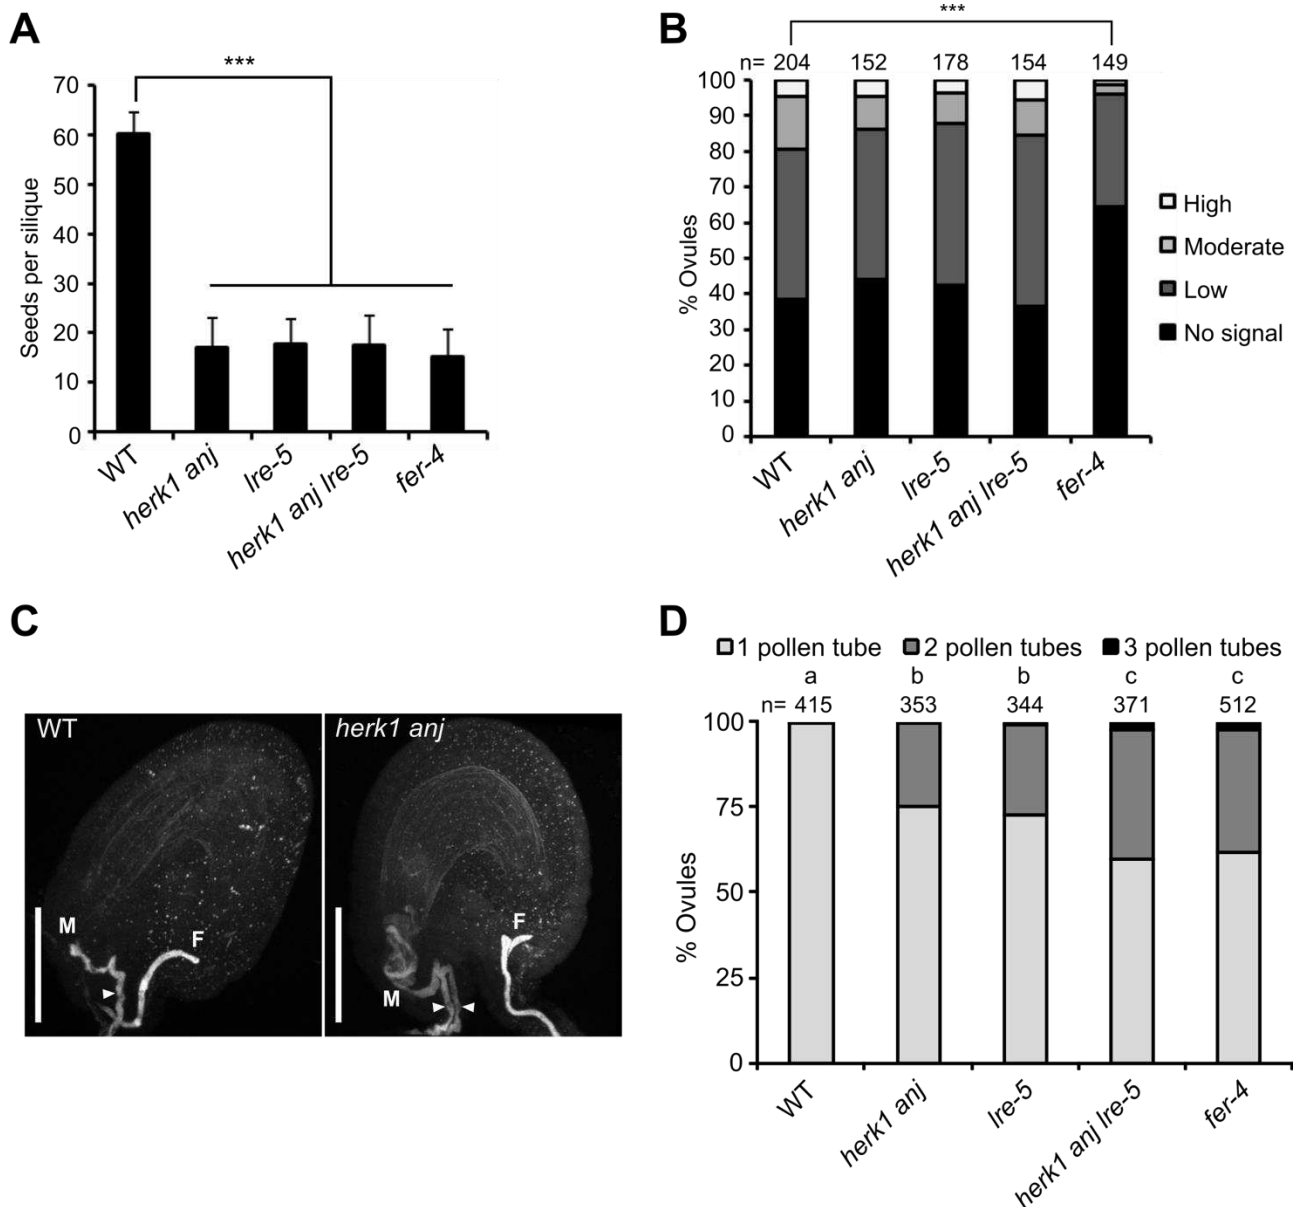 A
***
70
60
50
40
30
20
10
0
Seeds per silique
WT
herk1 anj
lre-5
herk1 anj lre-5
fer-4
B
***
n= 204 152 178 154 149
100
90
80
70
60
50
40
30
20
10
0
% Ovules
High
Moderate
Low
No signal
WT
herk1 anj
lre-5
herk1 anj lre-5
fer-4
C
WT
M
F
herk1 anj
M
F
D
1 pollen tube 2 pollen tubes 3 pollen tubes
a b b c c
n= 415 353 344 371 512
100
75
50
25
0
% Ovules
WT
herk1 anj
lre-5
herk1 anj lre-5
fer-4